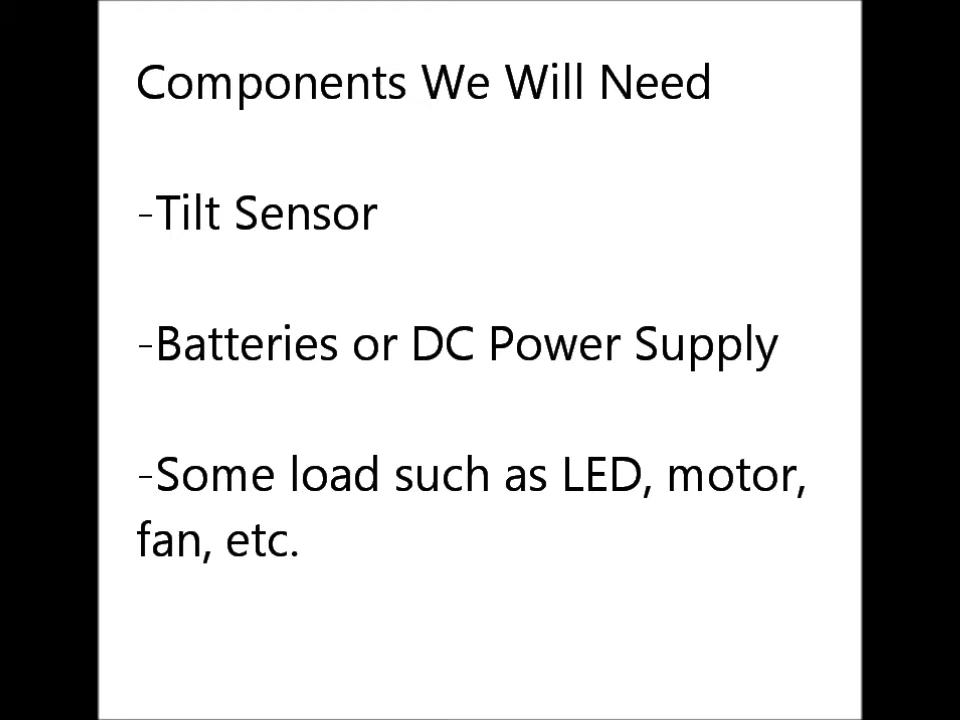 Components We Will Need
-Tilt Sensor
-Batteries or DC Power Supply
-Some load such as LED, motor,
fan, etc.